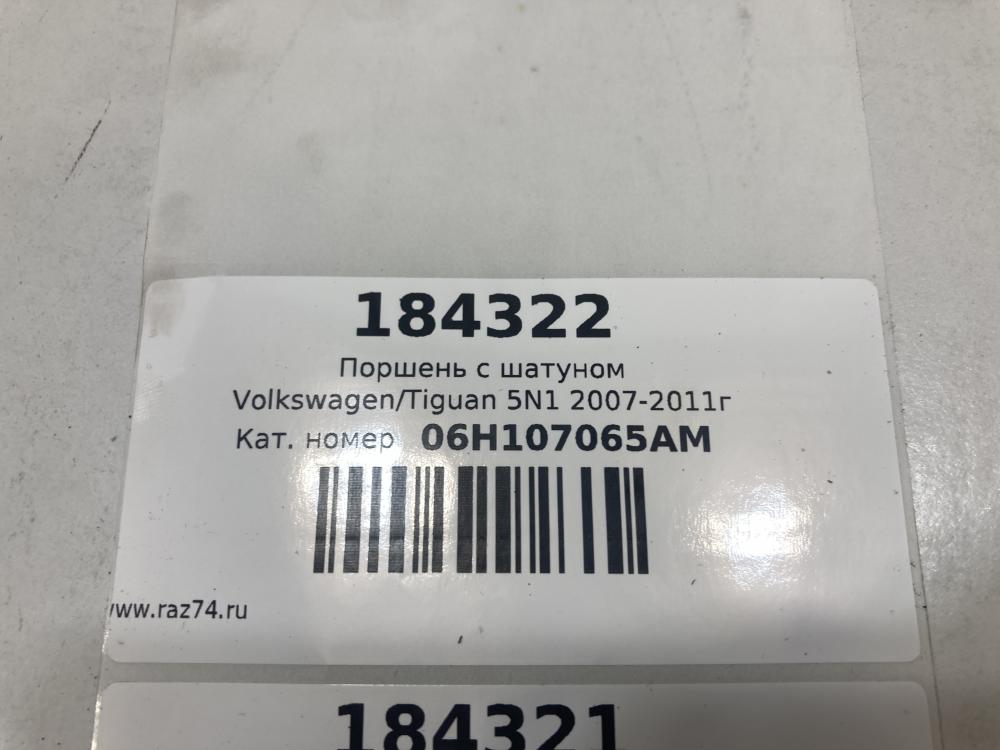 184322
Поршень с шатуном
Volkswagen/Tiguan 5N1 2007-2011г
Кат. номер 06H107065AM
www.raz74.ru
184321